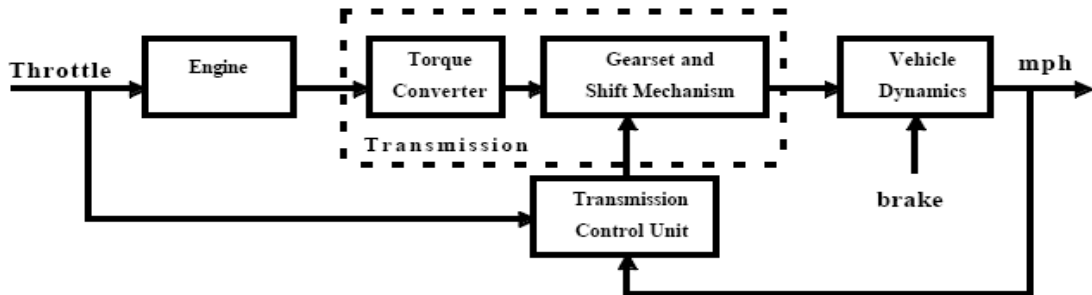 Throttle
Engine
Torque
Converter
Gearset and
Shift Mechanism
Vehicle
Dynamics
mph
Transmission
brake
Transmission
Control Unit